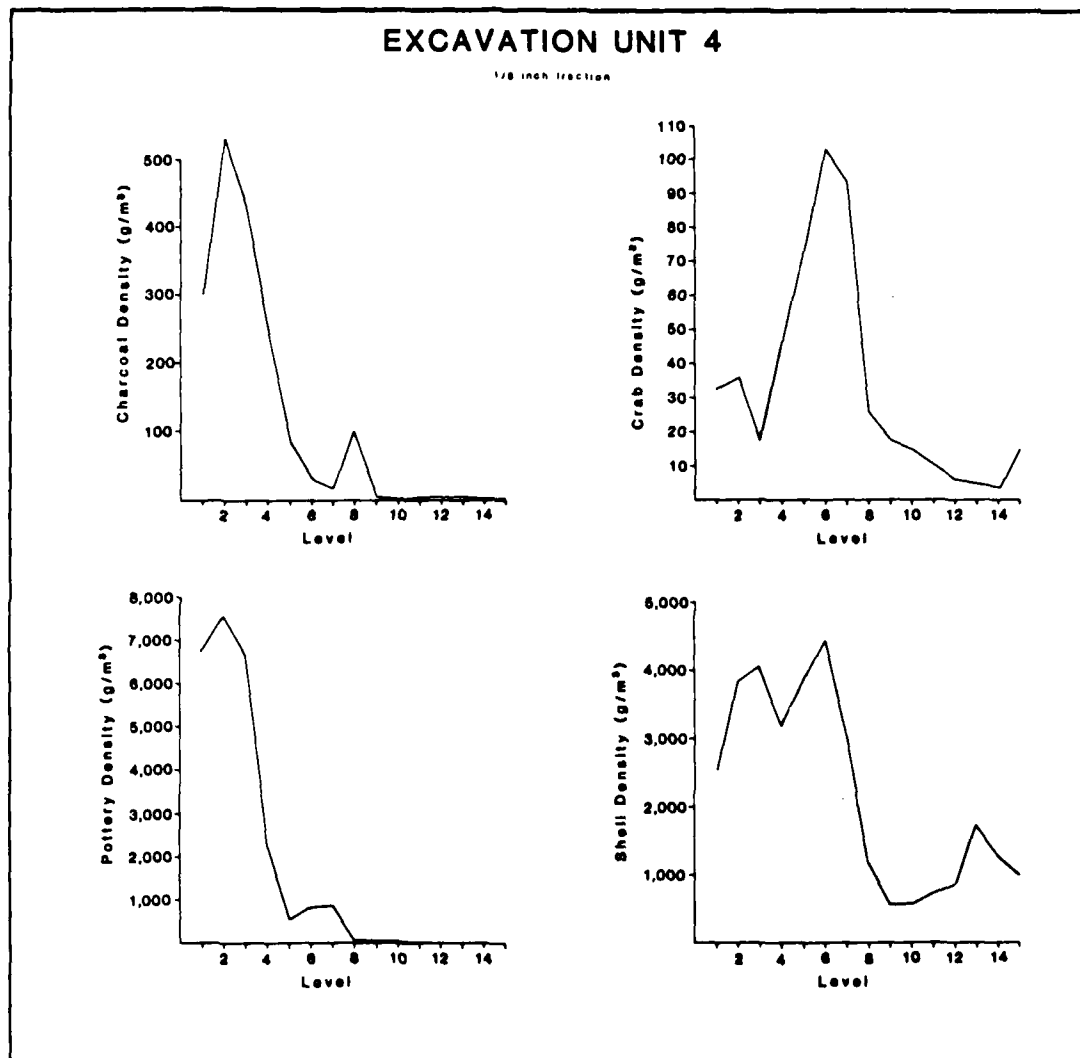 EXCAVATION UNIT 4
1/8 inch fraction
Charcoal Density (g/m³)
500
400
300
200
100
2 4 6 8 10 12 14
Level
Crab Density (g/m³)
110
100
90
80
70
60
50
40
30
20
10
2 4 6 8 10 12 14
Level
Pottery Density (g/m³)
8,000
7,000
6,000
5,000
4,000
3,000
2,000
1,000
2 4 6 8 10 12 14
Level
Shell Density (g/m³)
5,000
4,000
3,000
2,000
1,000
2 4 6 8 10 12 14
Level